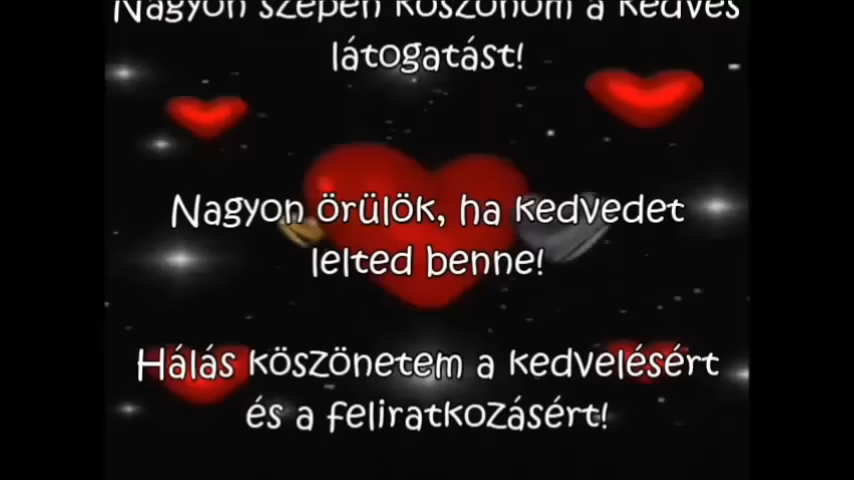 Nagyon szépen köszönöm a kedves
látogatást!
Nagyon örülök, ha kedvedet
lelted benne!
Hálás köszönetem a kedvelésért
és a feliratkozásért!